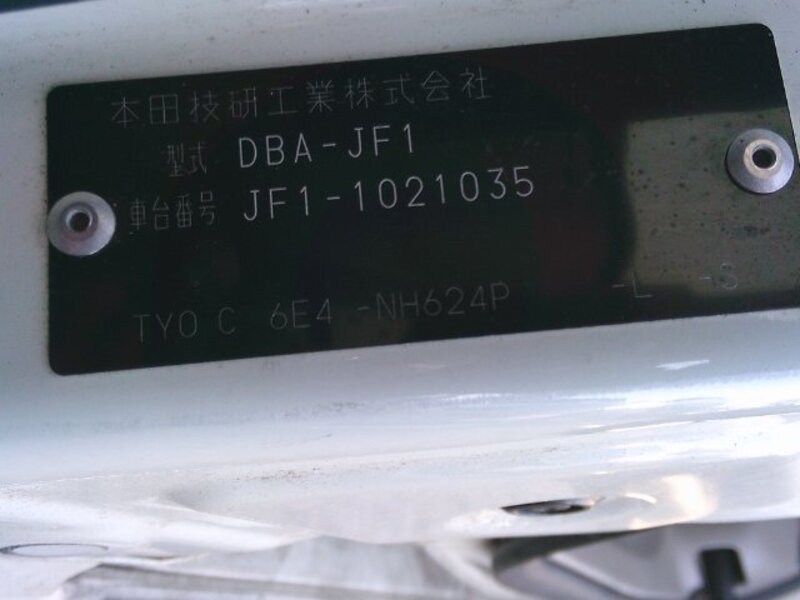 本田技研工業株式会社
型式 DBA-JF1
車台番号 JF1-1021035
TYO C 6E4 -NH624P -L -S